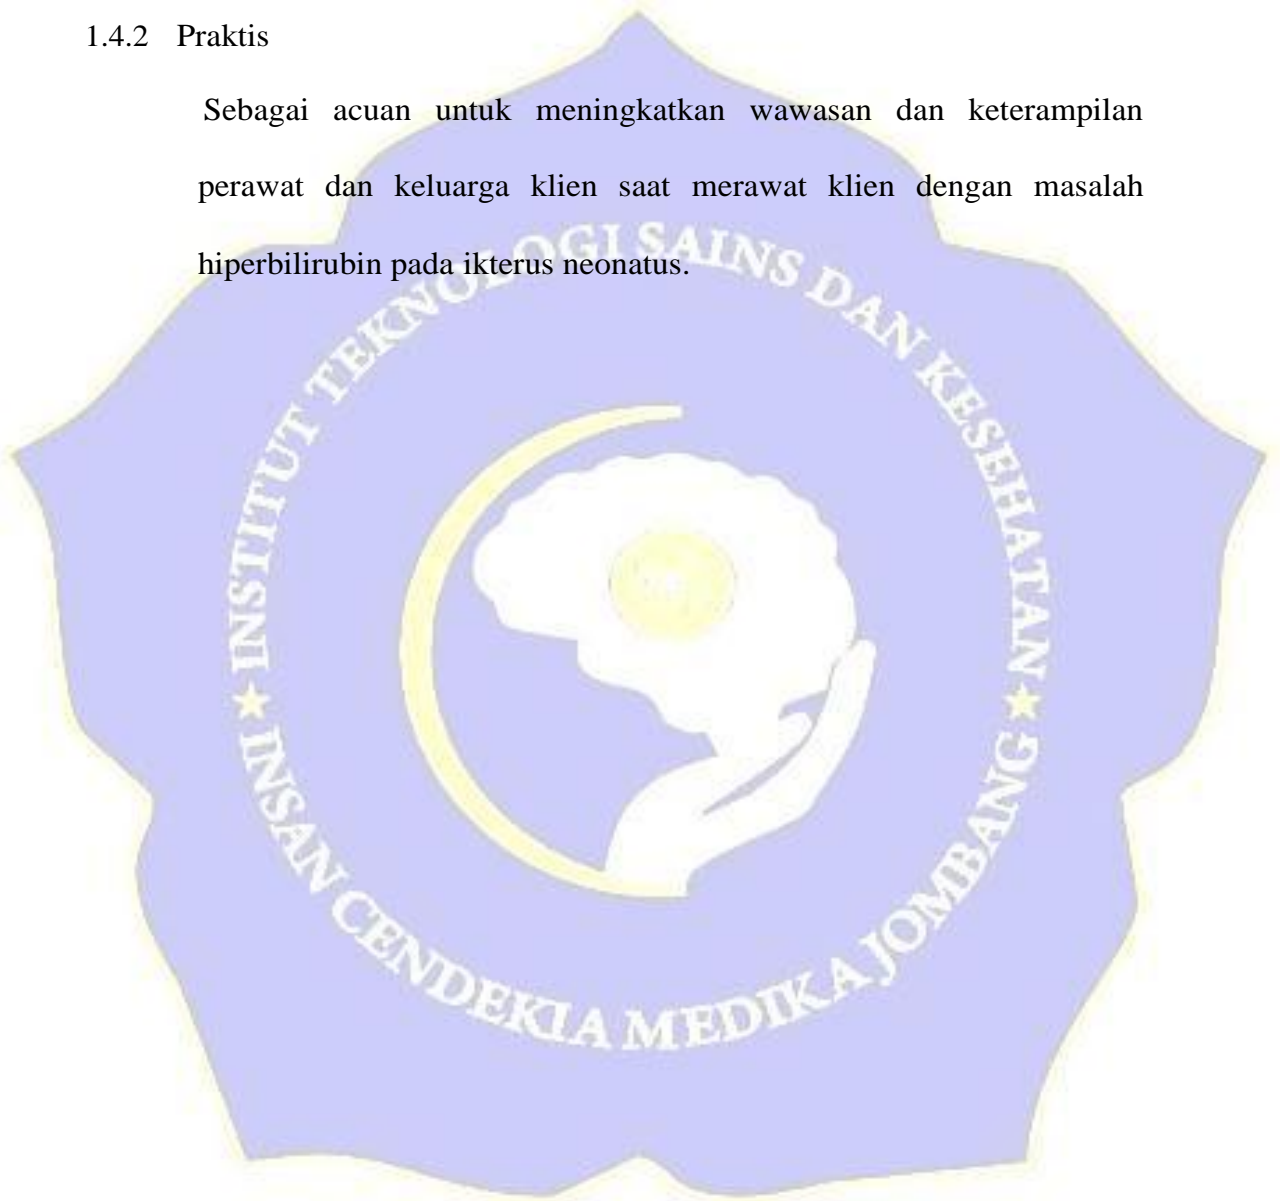 1.4.2 Praktis
Sebagai acuan untuk meningkatkan wawasan dan keterampilan
perawat dan keluarga klien saat merawat klien dengan masalah
hiperbilirubin pada ikterus neonatus.
INSTITUT TEKNOLOGI SAINS DAN KESEHATAN
INSAN CENDEKIA MEDIKA JOMBANG